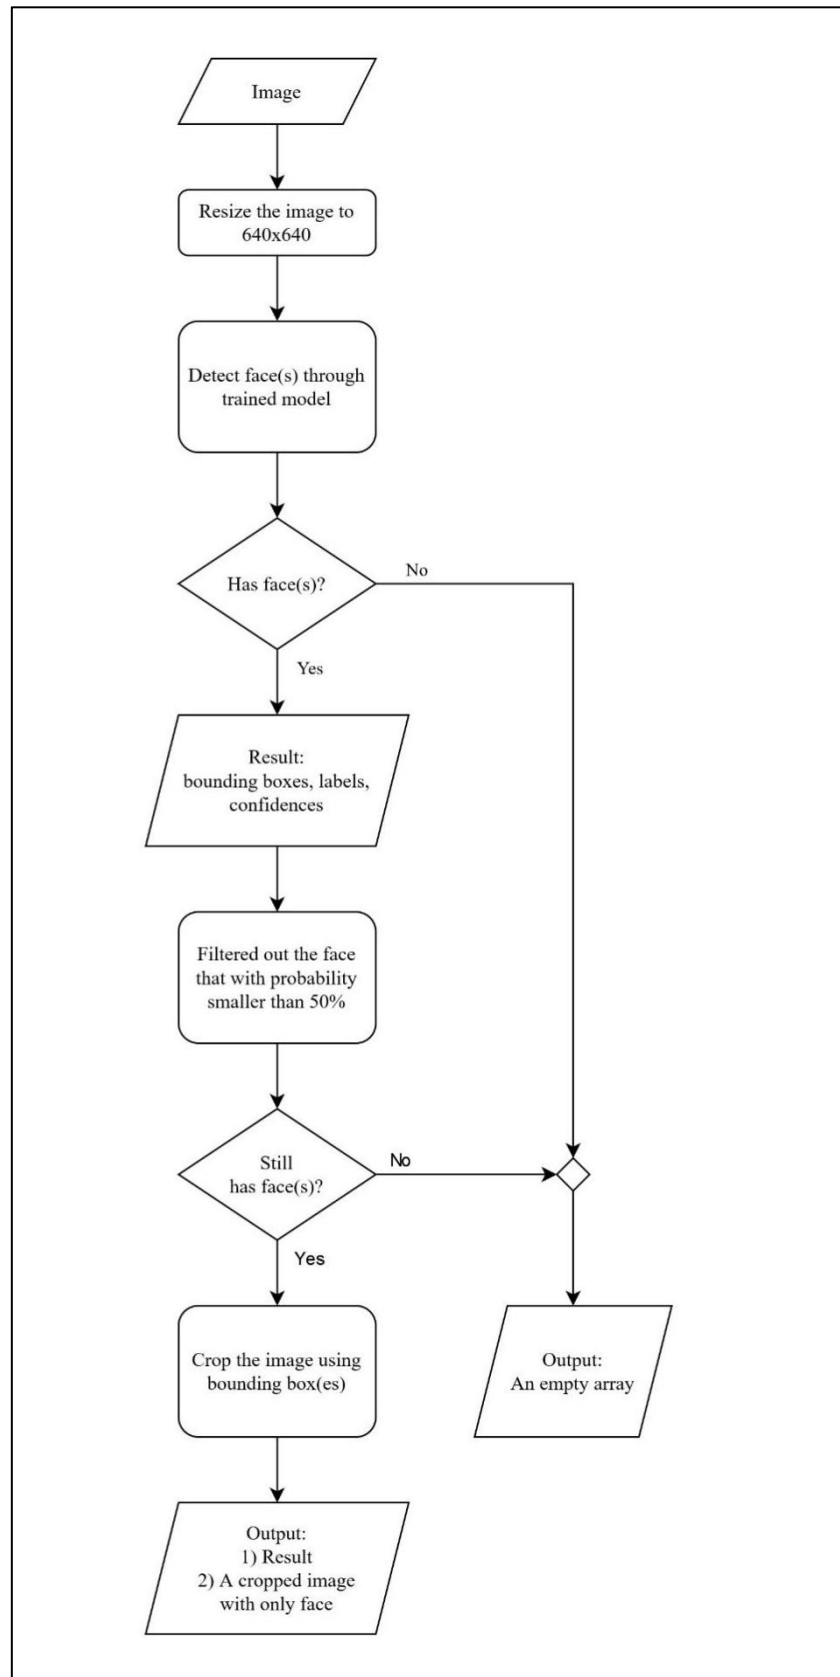 Image
Resize the image to
640x640
Detect face(s) through
trained model
Has face(s)?
No
Yes
Result:
bounding boxes, labels,
confidences
Filtered out the face
that with probability
smaller than 50%
Still
has face(s)?
No
Yes
Crop the image using
bounding box(es)
Output:
An empty array
Output:
1) Result
2) A cropped image
with only face